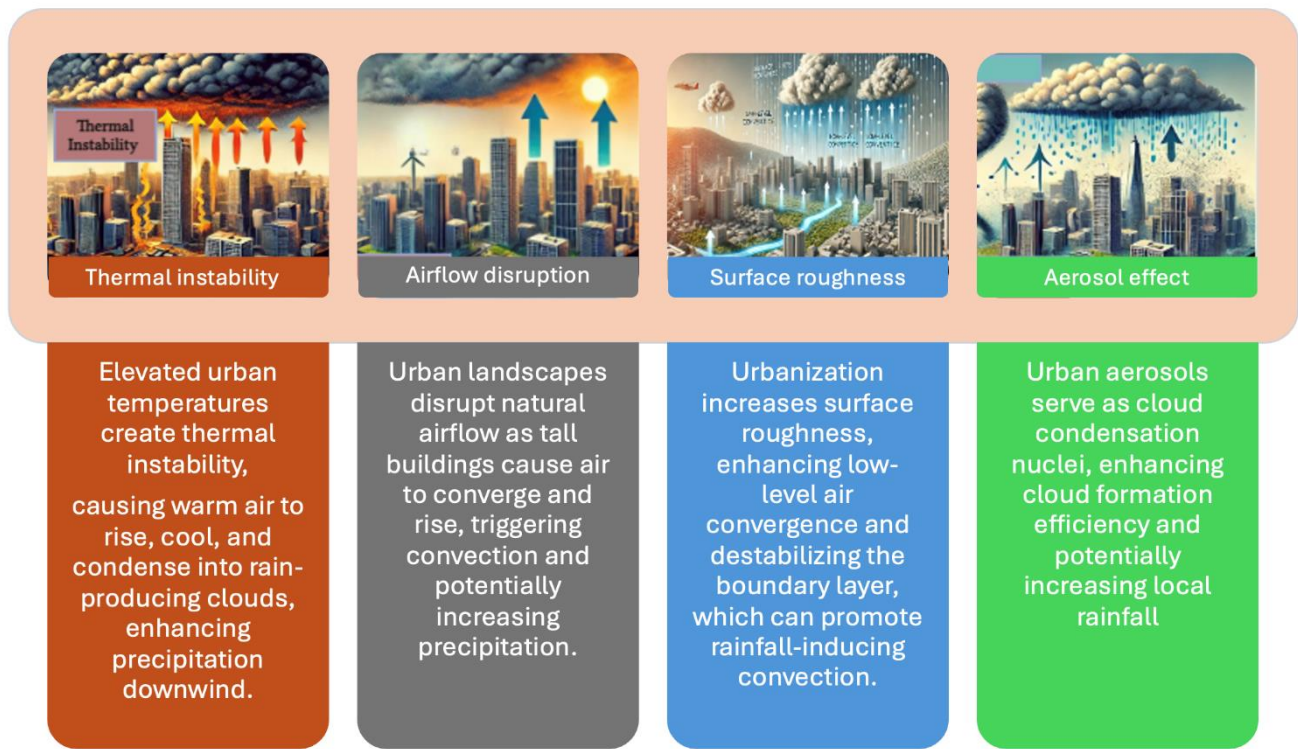 Thermal
Instability
Thermal instability
Airflow disruption
Surface roughness
Aerosol effect
Elevated urban
temperatures
create thermal
instability,
causing warm air to
rise, cool, and
condense into rain-
producing clouds,
enhancing
precipitation
downwind.
Urban landscapes
disrupt natural
airflow as tall
buildings cause air
to converge and
rise, triggering
convection and
potentially
increasing
precipitation.
Urbanization
increases surface
roughness,
enhancing low-
level air
convergence and
destabilizing the
boundary layer,
which can promote
rainfall-inducing
convection.
Urban aerosols
serve as cloud
condensation
nuclei, enhancing
cloud formation
efficiency and
potentially
increasing local
rainfall